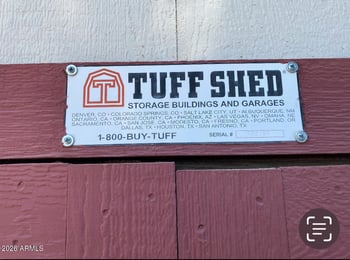 TUFF SHED
STORAGE BUILDINGS AND GARAGES
DENVER, CO • COLORADO SPRINGS, CO • SALT LAKE CITY, UT • ALBUQUERQUE, NM
ONTARIO, CA • ORANGE COUNTY, CA • PHOENIX, AZ • LAS VEGAS, NV • OMAHA, NE
SACRAMENTO, CA • SAN JOSE, CA • MODESTO, CA • FRESNO, CA • PORTLAND, OR
DALLAS, TX • HOUSTON, TX • SAN ANTONIO, TX
1-800-BUY-TUFF SERIAL #
2026 ARMLS